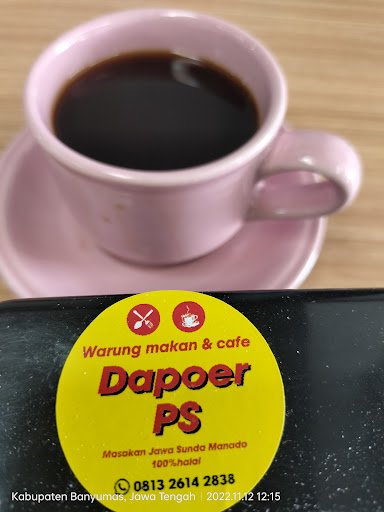 Warung makan & cafe
Dapoer
PS
Masakan Jawa Sunda Manado
100%halal
0813 2614 2838
Kabupaten Banyumas, Jawa Tengah | 2022.11.12 12:15